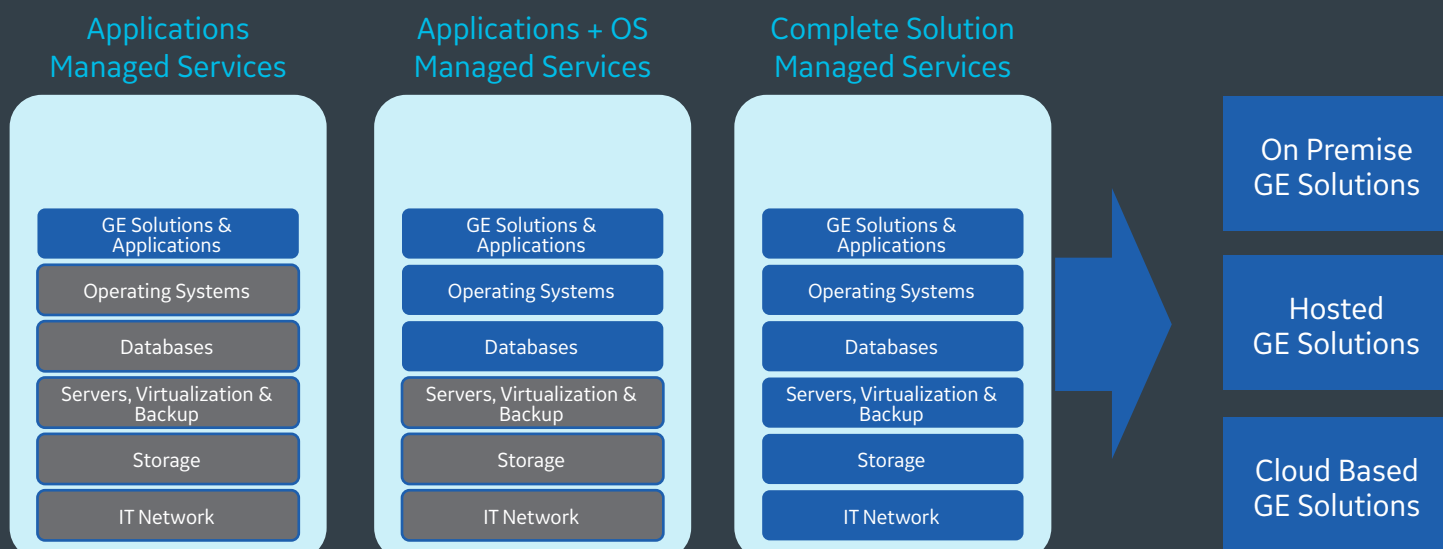 Applications
Managed Services
GE Solutions &
Applications
Operating Systems
Databases
Servers, Virtualization &
Backup
Storage
IT Network
Applications + OS
Managed Services
GE Solutions &
Applications
Operating Systems
Databases
Servers, Virtualization &
Backup
Storage
IT Network
Complete Solution
Managed Services
GE Solutions &
Applications
Operating Systems
Databases
Servers, Virtualization &
Backup
Storage
IT Network
On Premise
GE Solutions
Hosted
GE Solutions
Cloud Based
GE Solutions